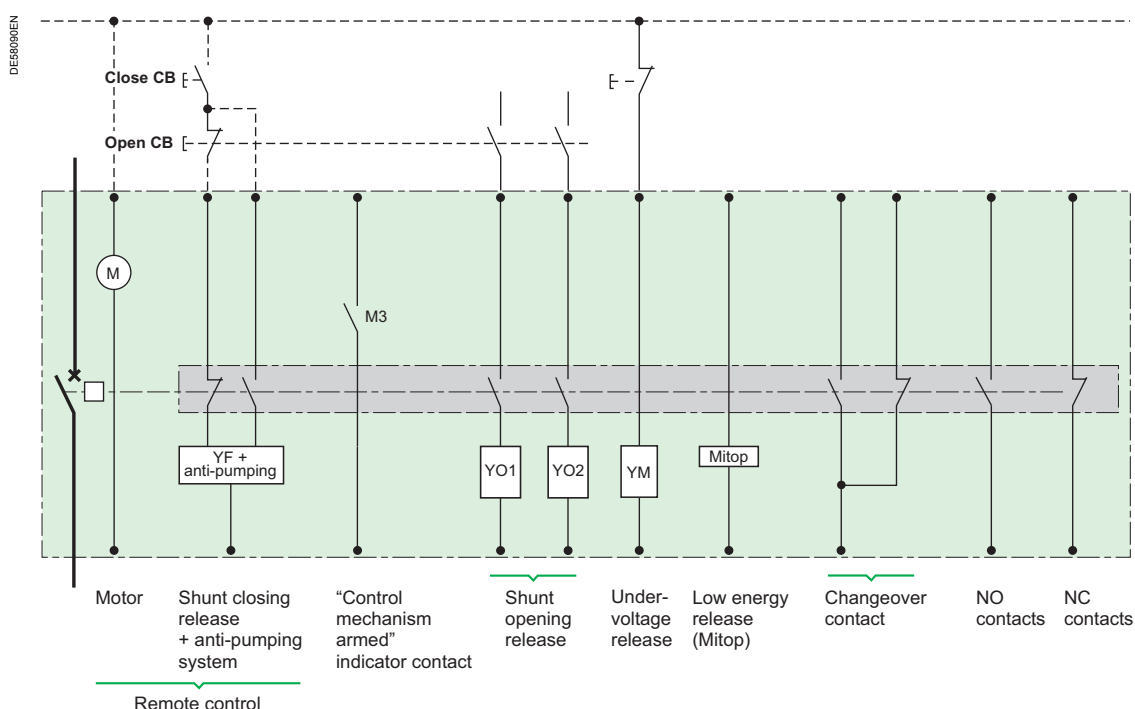 DE58090EN
Close CB
Open CB
M
M3
YF +
anti-pumping
YO1
YO2
YM
Mitop
Motor
Shunt closing
release
+ anti-pumping
system
“Control
mechanism
armed”
indicator contact
Shunt
opening
release
Under-
voltage
release
Low energy
release
(Mitop)
Changeover
contact
NO
contacts
NC
contacts
Remote control